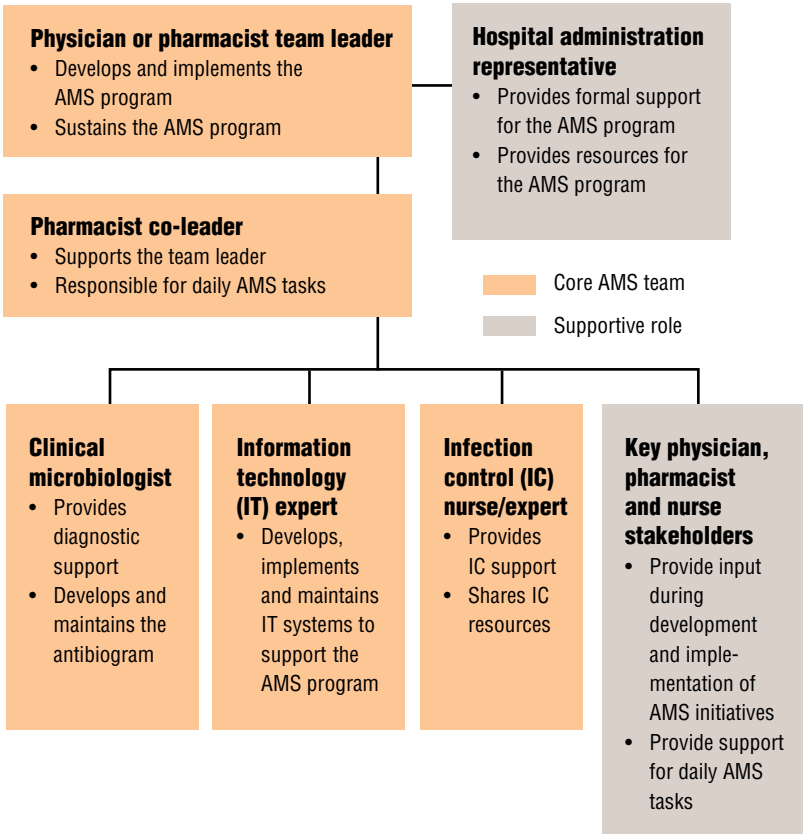 Physician or pharmacist team leader
• Develops and implements the
AMS program
• Sustains the AMS program
Hospital administration
representative
• Provides formal support
for the AMS program
• Provides resources for
the AMS program
Pharmacist co-leader
• Supports the team leader
• Responsible for daily AMS tasks
Core AMS team
Supportive role
Clinical
microbiologist
• Provides
diagnostic
support
• Develops and
maintains the
antibiogram
Information
technology
(IT) expert
• Develops,
implements
and maintains
IT systems to
support the
AMS program
Infection
control (IC)
nurse/expert
• Provides
IC support
• Shares IC
resources
Key physician,
pharmacist
and nurse
stakeholders
• Provide input
during
development
and imple-
mentation of
AMS initiatives
• Provide support
for daily AMS
tasks